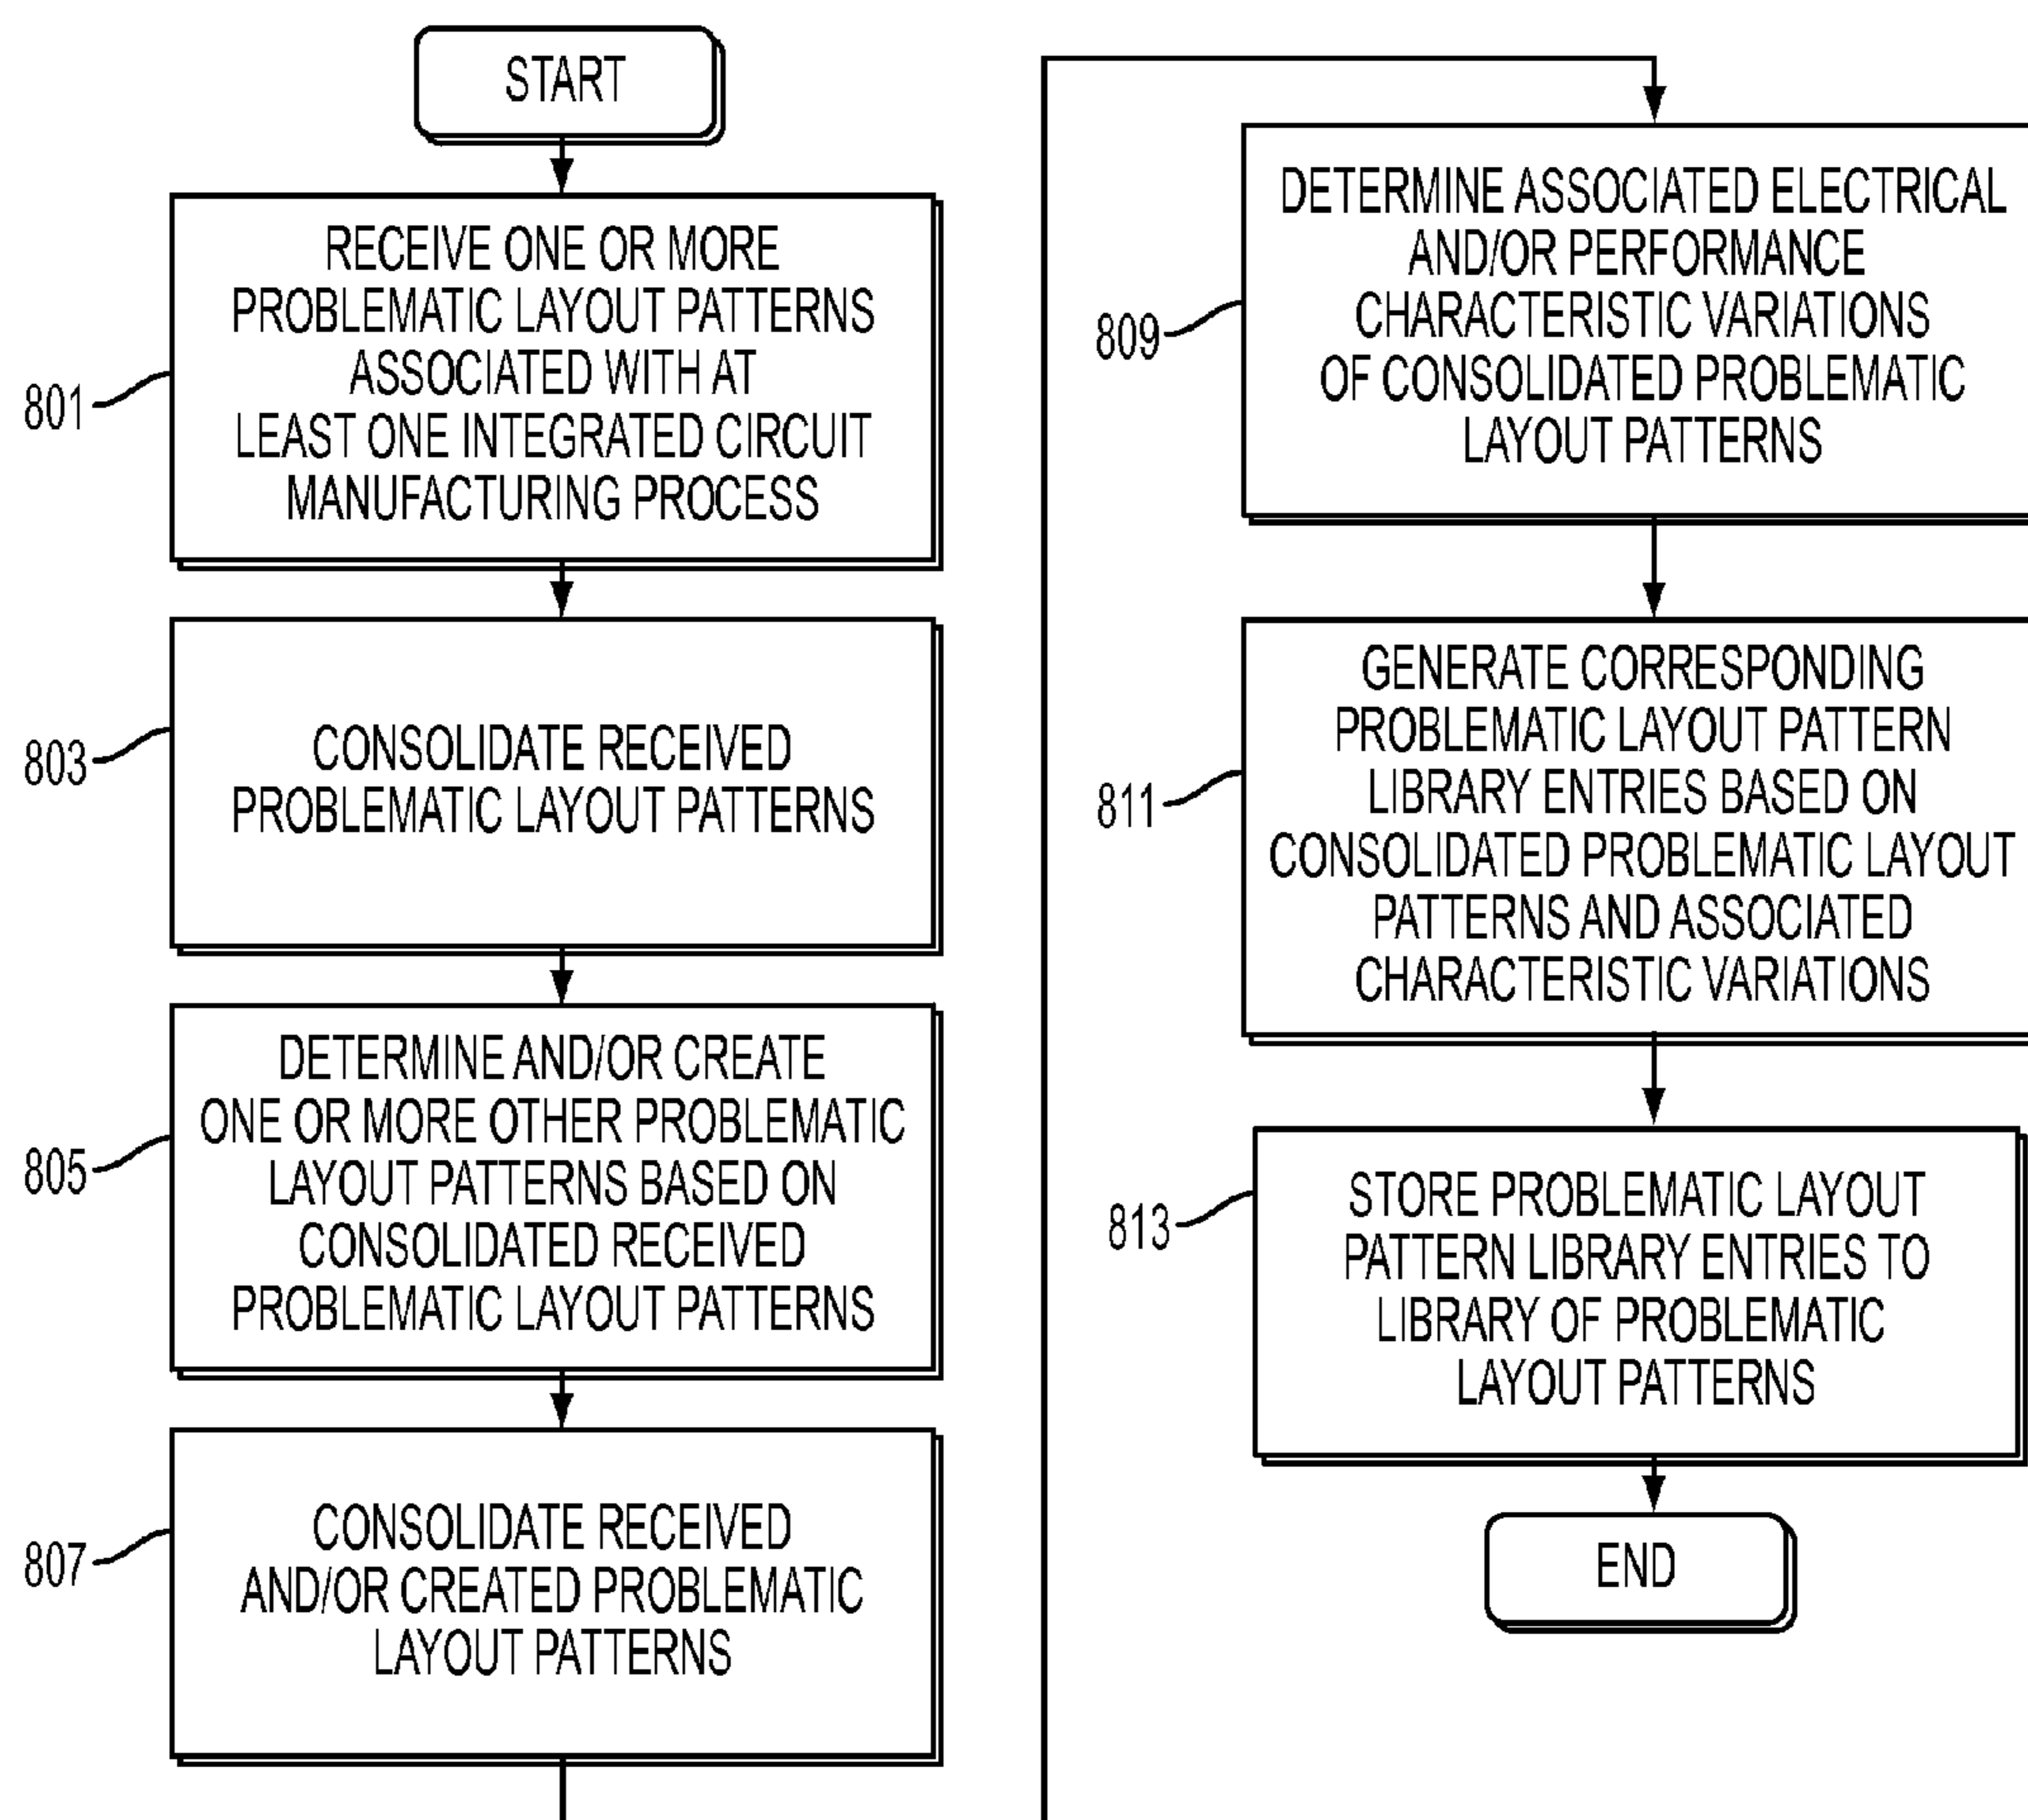 START
RECEIVE ONE OR MORE
PROBLEMATIC LAYOUT PATTERNS
ASSOCIATED WITH AT
LEAST ONE INTEGRATED CIRCUIT
MANUFACTURING PROCESS
801
CONSOLIDATE RECEIVED
PROBLEMATIC LAYOUT PATTERNS
803
DETERMINE AND/OR CREATE
ONE OR MORE OTHER PROBLEMATIC
LAYOUT PATTERNS BASED ON
CONSOLIDATED RECEIVED
PROBLEMATIC LAYOUT PATTERNS
805
CONSOLIDATE RECEIVED
AND/OR CREATED PROBLEMATIC
LAYOUT PATTERNS
807
DETERMINE ASSOCIATED ELECTRICAL
AND/OR PERFORMANCE
CHARACTERISTIC VARIATIONS
OF CONSOLIDATED PROBLEMATIC
LAYOUT PATTERNS
809
GENERATE CORRESPONDING
PROBLEMATIC LAYOUT PATTERN
LIBRARY ENTRIES BASED ON
CONSOLIDATED PROBLEMATIC LAYOUT
PATTERNS AND ASSOCIATED
CHARACTERISTIC VARIATIONS
811
STORE PROBLEMATIC LAYOUT
PATTERN LIBRARY ENTRIES TO
LIBRARY OF PROBLEMATIC
LAYOUT PATTERNS
813
END